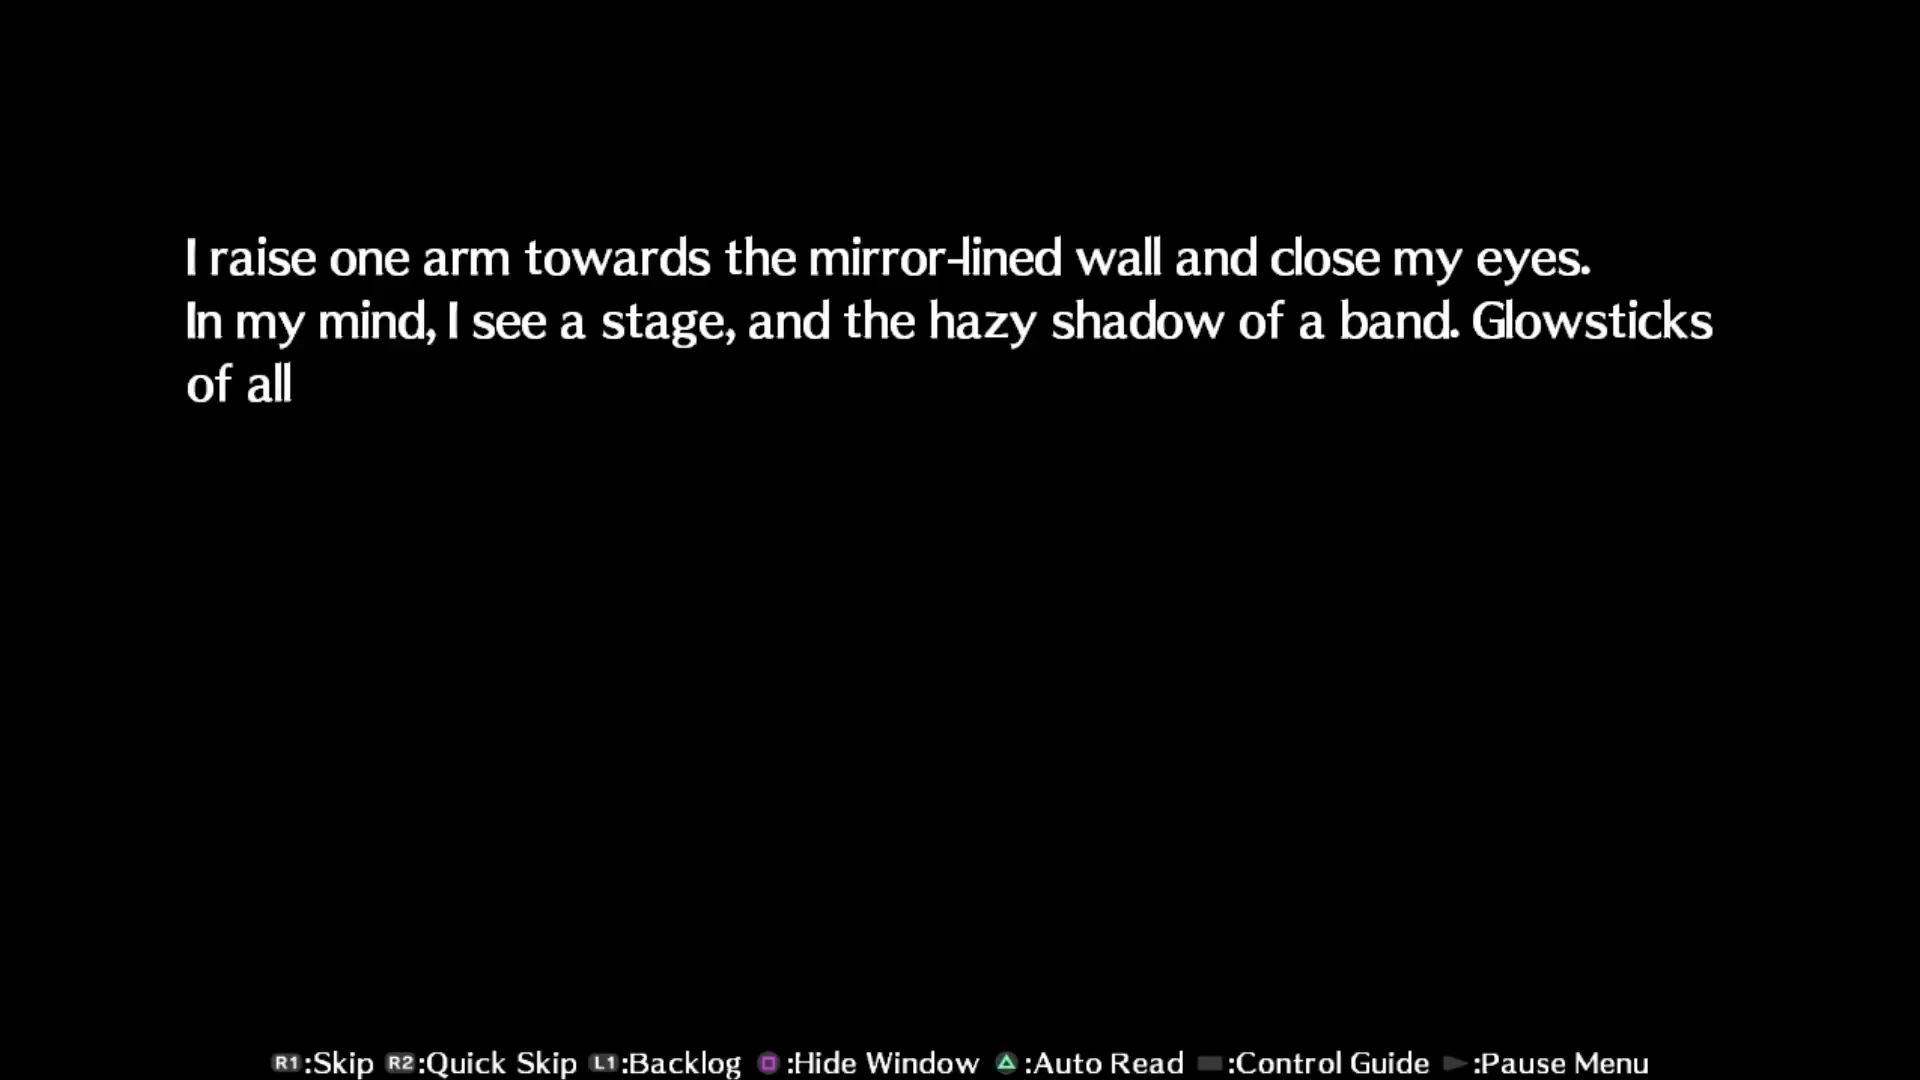 I raise one arm towards the mirror-lined wall and close my eyes.
In my mind, I see a stage, and the hazy shadow of a band. Glowsticks
of all
R1:Skip R2:Quick Skip L1:Backlog :Hide Window :Auto Read :Control Guide :Pause Menu